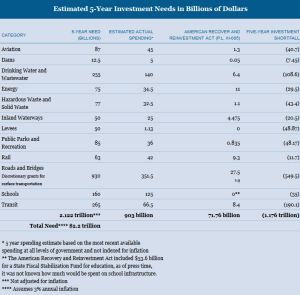 Estimated 5-Year Investment Needs in Billions of Dollars
CATEGORY 5-YEAR NEED (BILLIONS) ESTIMATED ACTUAL SPENDING* AMERICAN RECOVERY AND REINVESTMENT ACT (P.L. 111-005) FIVE-YEAR INVESTMENT SHORTFALL
Aviation 87 45 1.3 (40.7)
Dams 12.5 5 0.05 (7.45)
Drinking Water and Wastewater 255 140 6.4 (108.6)
Energy 75 34.5 11 (29.5)
Hazardous Waste and Solid Waste 77 32.5 1.1 (43.4)
Inland Waterways 50 25 4.475 (20.5)
Levees 50 1.13 0 (48.87)
Public Parks and Recreation 85 36 0.835 (48.17)
Rail 63 42 9.3 (11.7)
Roads and Bridges 930 351.5 27.5 (549.5)
Discretionary grants for surface transportation 1.5
Schools 160 125 0** (35)
Transit 265 66.5 8.4 (190.1)
2.122 trillion*** 903 billion 71.76 billion (1.176 trillion)
Total Need**** $2.2 trillion
* 5 year spending estimate based on the most recent available
spending at all levels of government and not indexed for inflation
** The American Recovery and Reinvestment Act included $53.6 billion
for a State Fiscal Stabilization Fund for education, as of press time,
it was not known how much would be spent on school infrastructure.
*** Not adjusted for inflation
**** Assumes 3% annual inflation